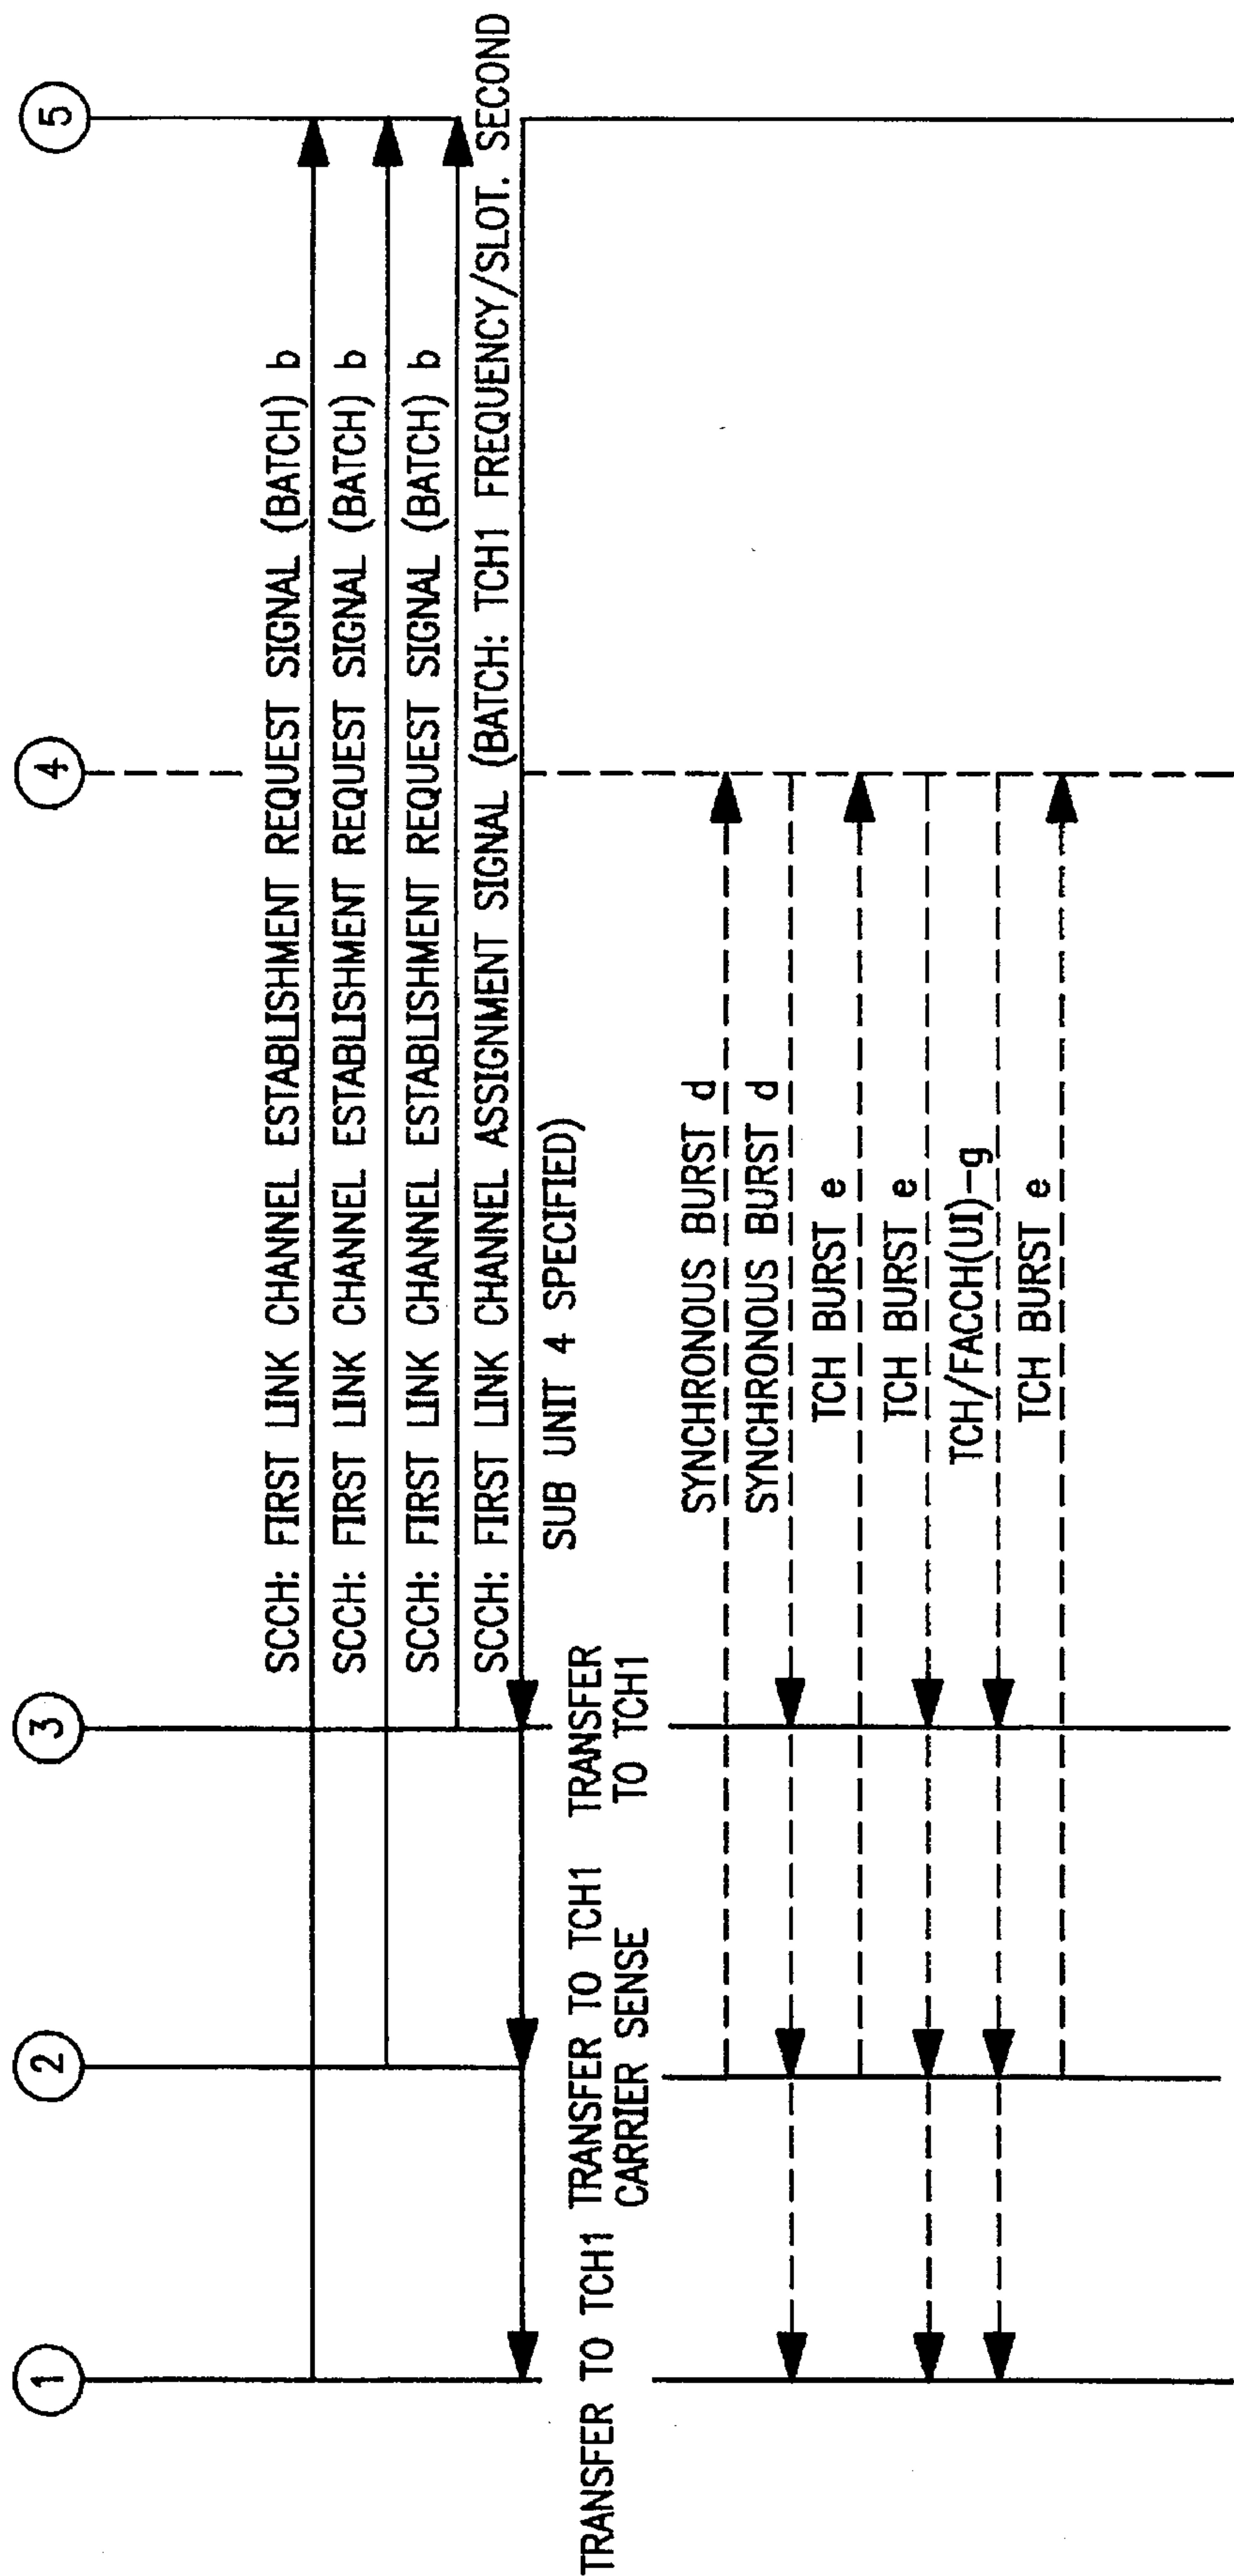 1
2
3
4
5
SCCH: FIRST LINK CHANNEL ESTABLISHMENT REQUEST SIGNAL (BATCH) b
SCCH: FIRST LINK CHANNEL ESTABLISHMENT REQUEST SIGNAL (BATCH) b
SCCH: FIRST LINK CHANNEL ESTABLISHMENT REQUEST SIGNAL (BATCH) b
SCCH: FIRST LINK CHANNEL ASSIGNMENT SIGNAL (BATCH: TCH1 FREQUENCY/SLOT. SECOND
SUB UNIT 4 SPECIFIED)
TRANSFER TO TCH1
TRANSFER TO TCH1
CARRIER SENSE
TRANSFER
TO TCH1
SYNCHRONOUS BURST d
SYNCHRONOUS BURST d
TCH BURST e
TCH BURST e
TCH/FACCH(UI)-g
TCH BURST e